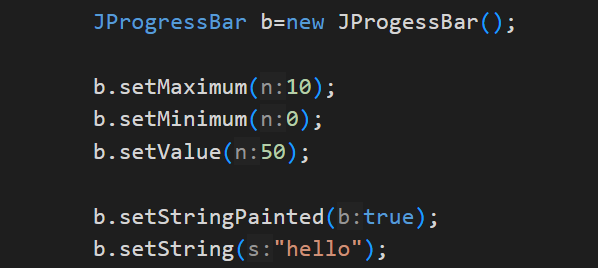 JProgressBar b=new JProgessBar();
b.setMaximum(n:10);
b.setMinimum(n:0);
b.setValue(n:50);
b.setStringPainted(b:true);
b.setString(s:"hello");